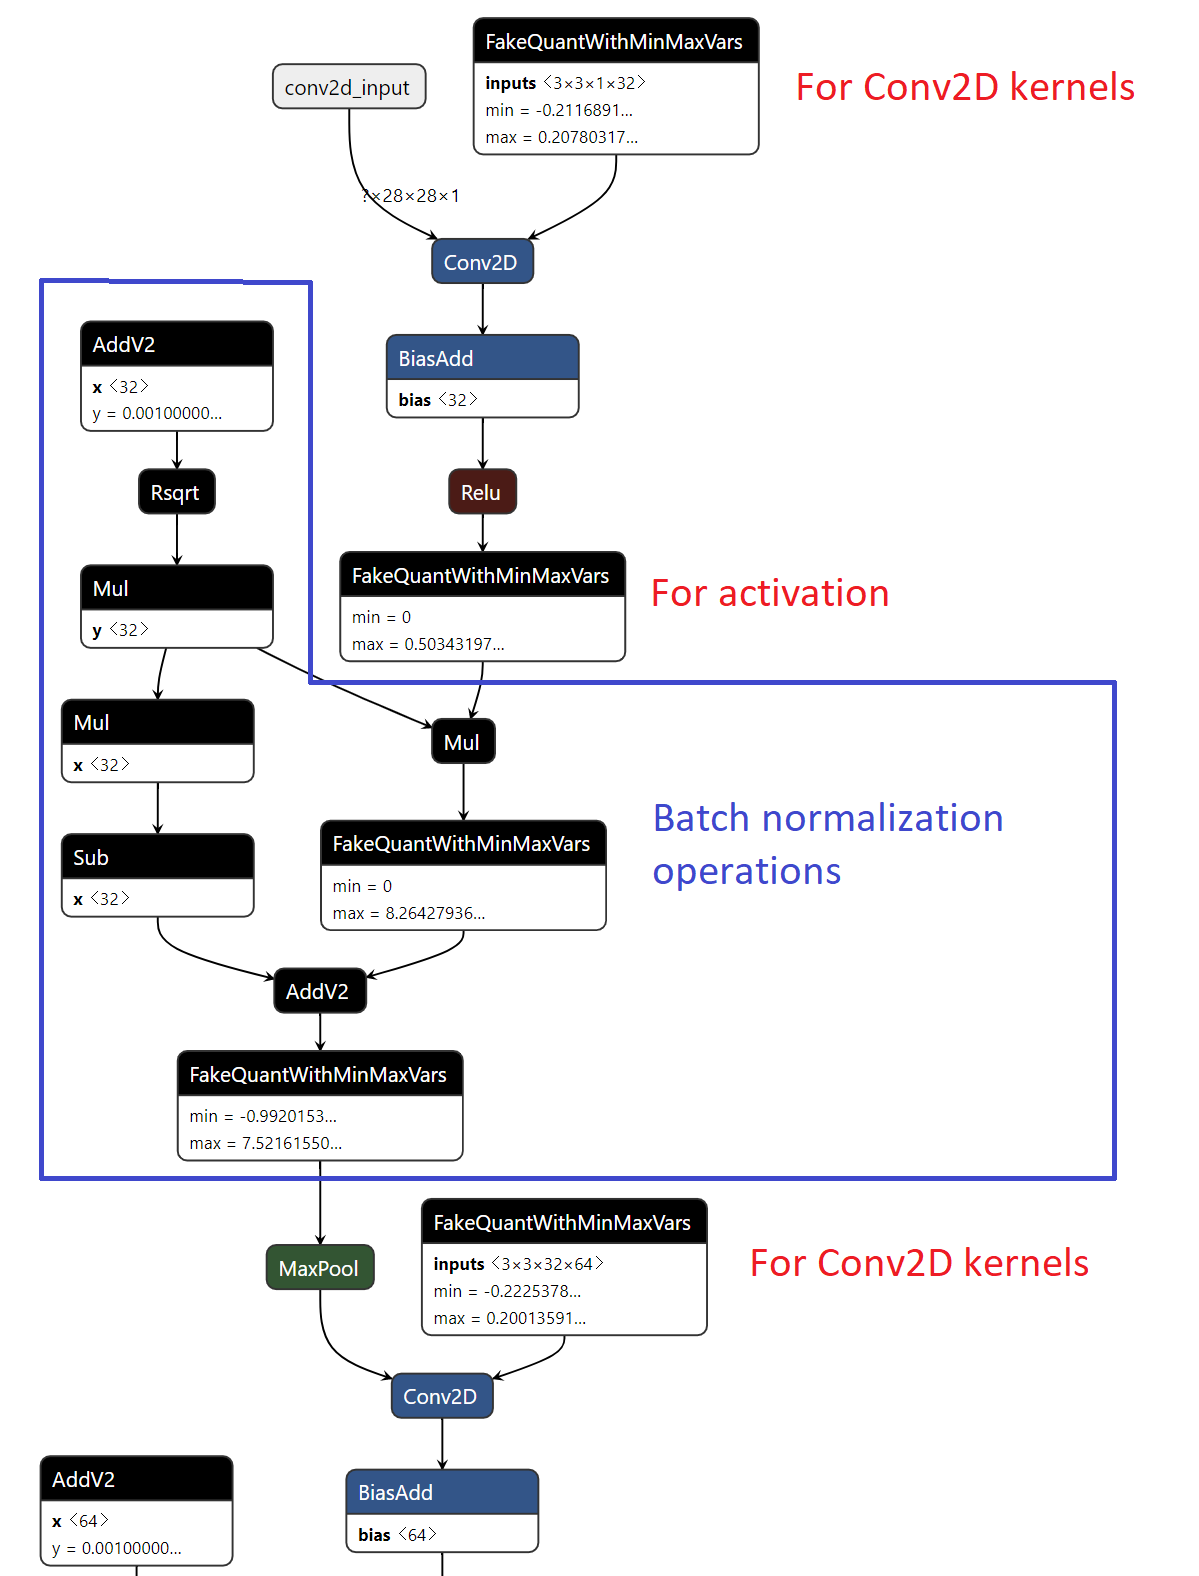 conv2d_input
FakeQuantWithMinMaxVars
inputs 〈3×3×1×32〉
min = -0.2116891...
max = 0.20780317...
For Conv2D kernels
?×28×28×1
Conv2D
AddV2
x 〈32〉
y = 0.00100000...
BiasAdd
bias 〈32〉
Rsqrt
Relu
Mul
y 〈32〉
FakeQuantWithMinMaxVars
min = 0
max = 0.50343197...
For activation
Mul
x 〈32〉
Mul
Sub
x 〈32〉
FakeQuantWithMinMaxVars
min = 0
max = 8.26427936...
Batch normalization
operations
AddV2
FakeQuantWithMinMaxVars
min = -0.9920153...
max = 7.52161550...
MaxPool
FakeQuantWithMinMaxVars
inputs 〈3×3×32×64〉
min = -0.2225378...
max = 0.20013591...
For Conv2D kernels
Conv2D
AddV2
x 〈64〉
y = 0.00100000...
BiasAdd
bias 〈64〉